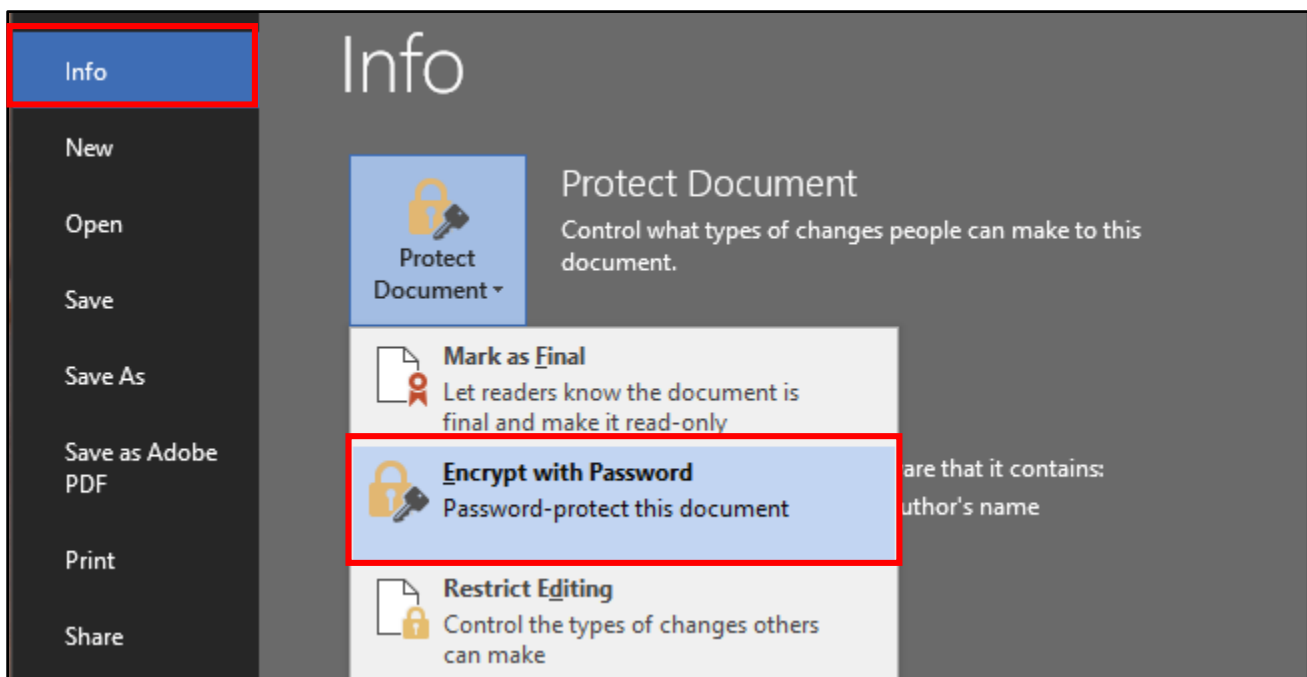 Info
New
Open
Save
Save As
Save as Adobe
PDF
Print
Share
Info
Protect
Document
Protect Document
Control what types of changes people can make to this
document.
Mark as Final
Let readers know the document is
final and make it read-only
Encrypt with Password
Password-protect this document
are that it contains:
uthor's name
Restrict Editing
Control the types of changes others
can make